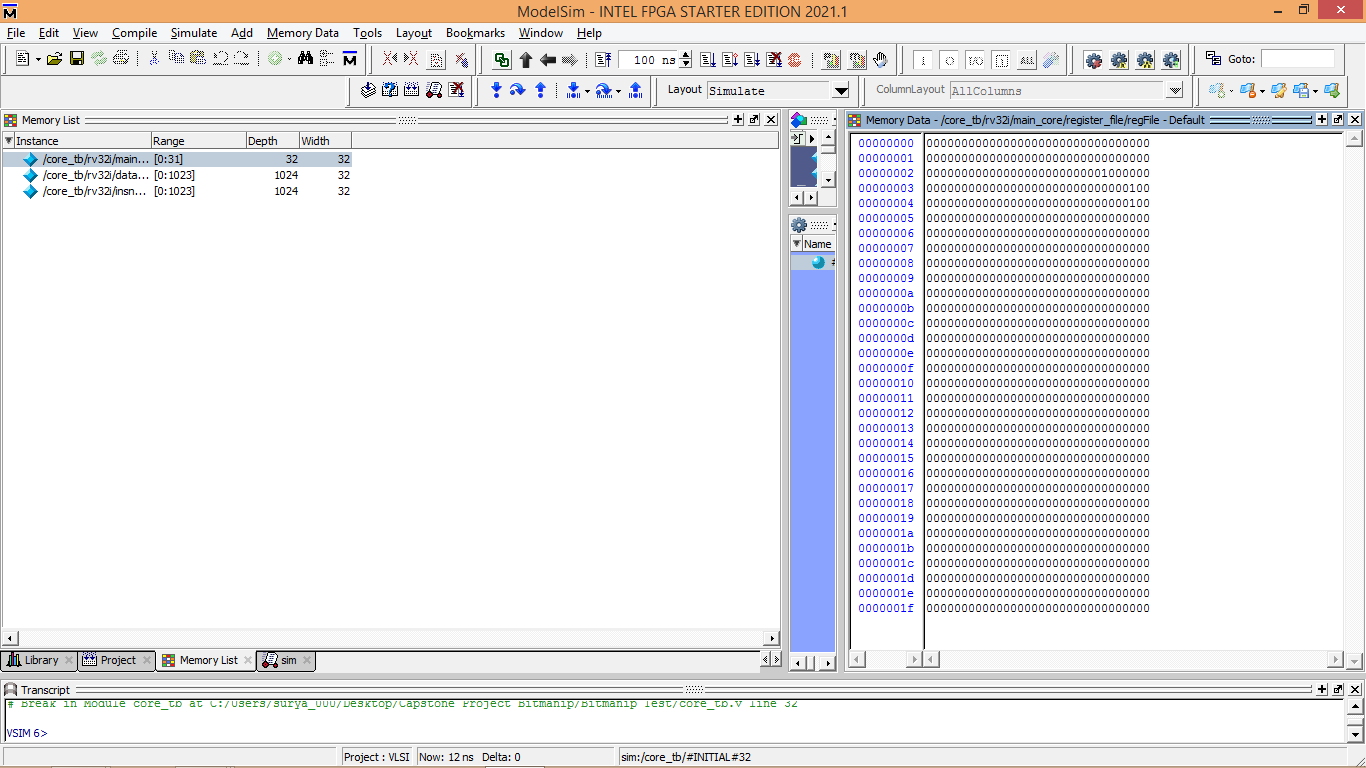 ModelSim - INTEL FPGA STARTER EDITION 2021.1
File Edit View Compile Simulate Add Memory Data Tools Layout Bookmarks Window Help
100 ns ALL Goto:
Layout Simulate ColumnLayout AllColumns
Memory List
Instance Range Depth Width
/core_tb/rv32i/main... [0:31] 32 32
/core_tb/rv32i/data... [0:1023] 1024 32
/core_tb/rv32i/insn... [0:1023] 1024 32
Name
Memory Data - /core_tb/rv32i/main_core/register_file/regFile - Default
00000000 00000000000000000000000000000000
00000001 00000000000000000000000000000000
00000002 00000000000000000000000001000000
00000003 00000000000000000000000000000100
00000004 00000000000000000000000000000100
00000005 00000000000000000000000000000000
00000006 00000000000000000000000000000000
00000007 00000000000000000000000000000000
00000008 00000000000000000000000000000000
00000009 00000000000000000000000000000000
0000000a 00000000000000000000000000000000
0000000b 00000000000000000000000000000000
0000000c 00000000000000000000000000000000
0000000d 00000000000000000000000000000000
0000000e 00000000000000000000000000000000
0000000f 00000000000000000000000000000000
00000010 00000000000000000000000000000000
00000011 00000000000000000000000000000000
00000012 00000000000000000000000000000000
00000013 00000000000000000000000000000000
00000014 00000000000000000000000000000000
00000015 00000000000000000000000000000000
00000016 00000000000000000000000000000000
00000017 00000000000000000000000000000000
00000018 00000000000000000000000000000000
00000019 00000000000000000000000000000000
0000001a 00000000000000000000000000000000
0000001b 00000000000000000000000000000000
0000001c 00000000000000000000000000000000
0000001d 00000000000000000000000000000000
0000001e 00000000000000000000000000000000
0000001f 00000000000000000000000000000000
Library Project Memory List sim
Transcript
# Break in Module core_tb at C:/Users/surya_000/Desktop/Capstone Project Bitmanip/Bitmanip Test/core_tb.v line 32
VSIM 6>
Project : VLSI Now: 12 ns Delta: 0 sim:/core_tb/#INITIAL#32